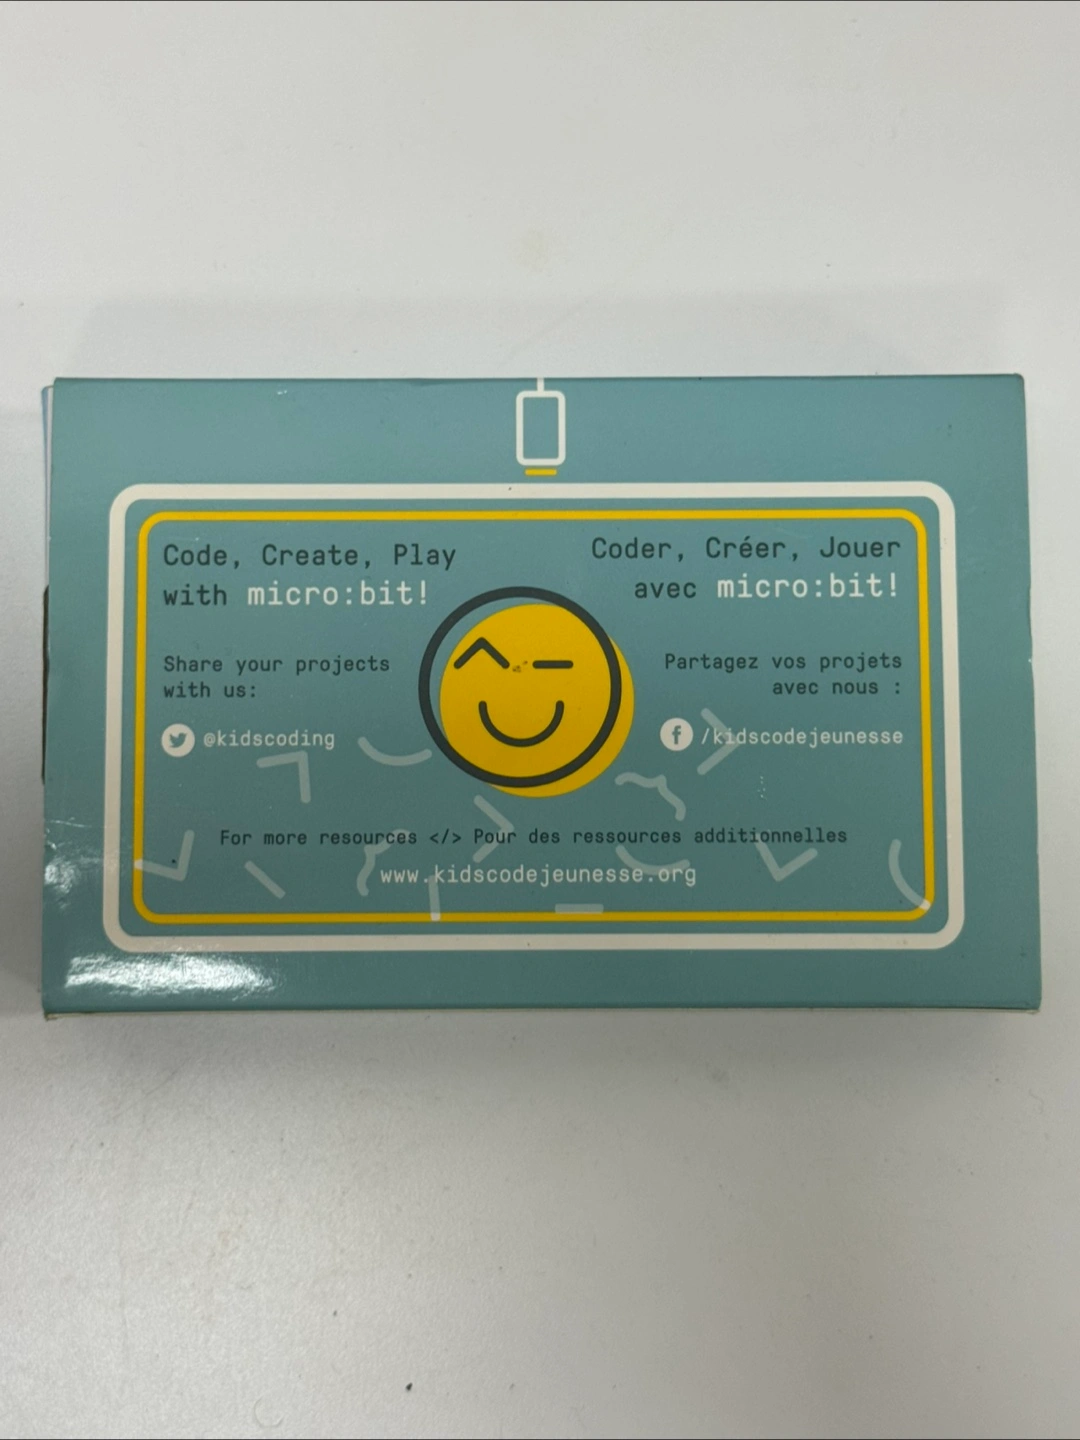 Code, Create, Play
with micro:bit!
Share your projects
with us:
@kidscoding
Coder, Créer, Jouer
avec micro:bit!
Partagez vos projets
avec nous :
/kidscodejeunesse
For more resources </> Pour des ressources additionnelles
www.kidscodejeunesse.org